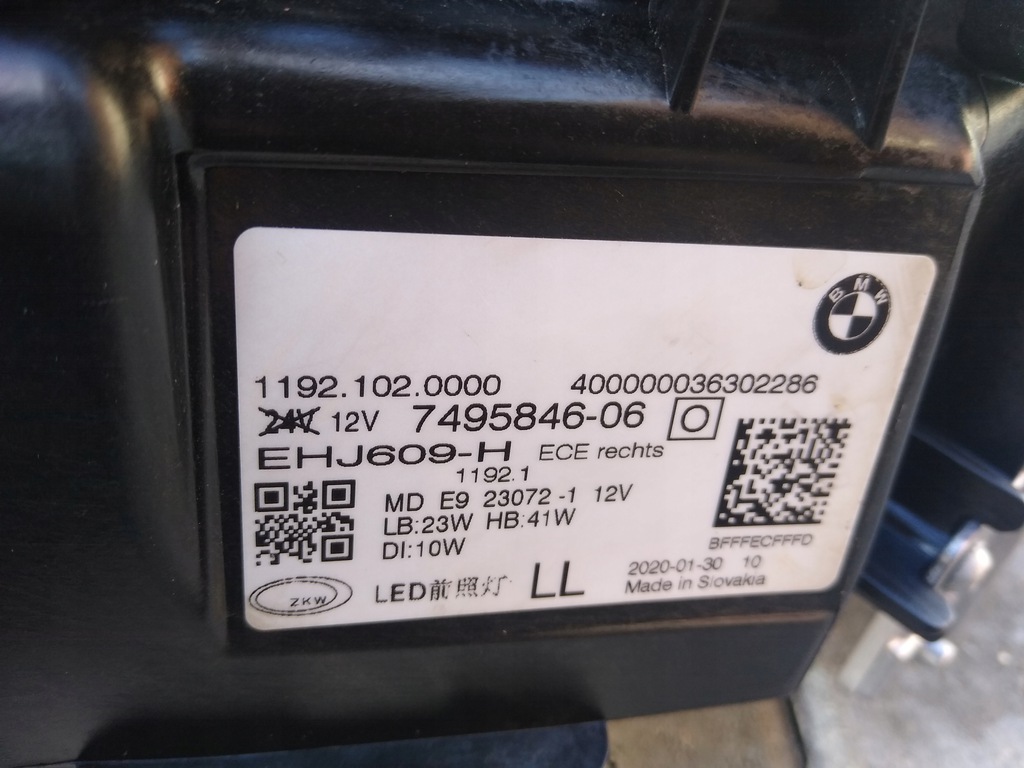 BMW
1192.102.0000 400000036302286
24V 12V 7495846-06 O
EHJ609-H ECE rechts
1192.1
MD E9 23072-1 12V
LB:23W HB:41W
DI:10W
BFFFECFFFD
2020-01-30 10
Made in Slovakia
ZKW LED前照灯 LL